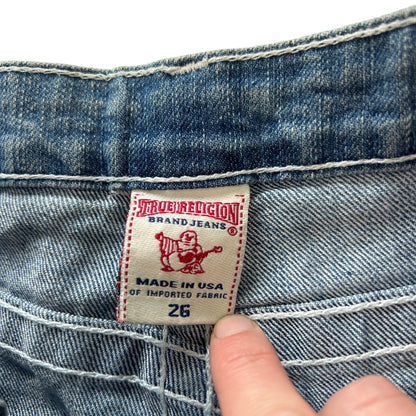 TRUE RELIGION
BRAND JEANS
®
MADE IN USA
OF IMPORTED FABRIC
26